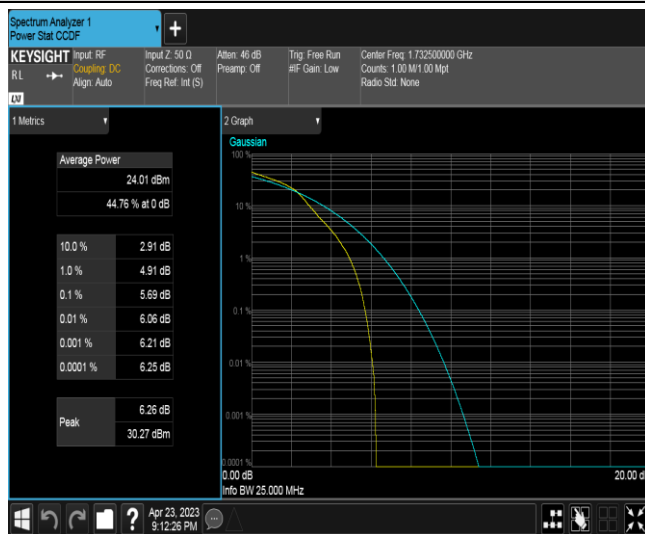 Spectrum Analyzer 1
Power Stat CCDF
+
KEYSIGHT
RL
LXI
Input: RF
Coupling: DC
Align: Auto
Input Z: 50 Ω
Corrections: Off
Freq Ref: Int (S)
Atten: 46 dB
Preamp: Off
Trig: Free Run
#IF Gain: Low
Center Freq: 1.732500000 GHz
Counts: 1.00 M/1.00 Mpt
Radio Std: None
1 Metrics
Average Power
24.01 dBm
44.76 % at 0 dB
10.0 % 2.91 dB
1.0 % 4.91 dB
0.1 % 5.69 dB
0.01 % 6.06 dB
0.001 % 6.21 dB
0.0001 % 6.25 dB
Peak
6.26 dB
30.27 dBm
2 Graph
Gaussian
100 %
10 %
1 %
0.1 %
0.01 %
0.001 %
0.0001 %
0.00 dB
20.00 d
Info BW 25.000 MHz
?
Apr 23, 2023
9:12:26 PM